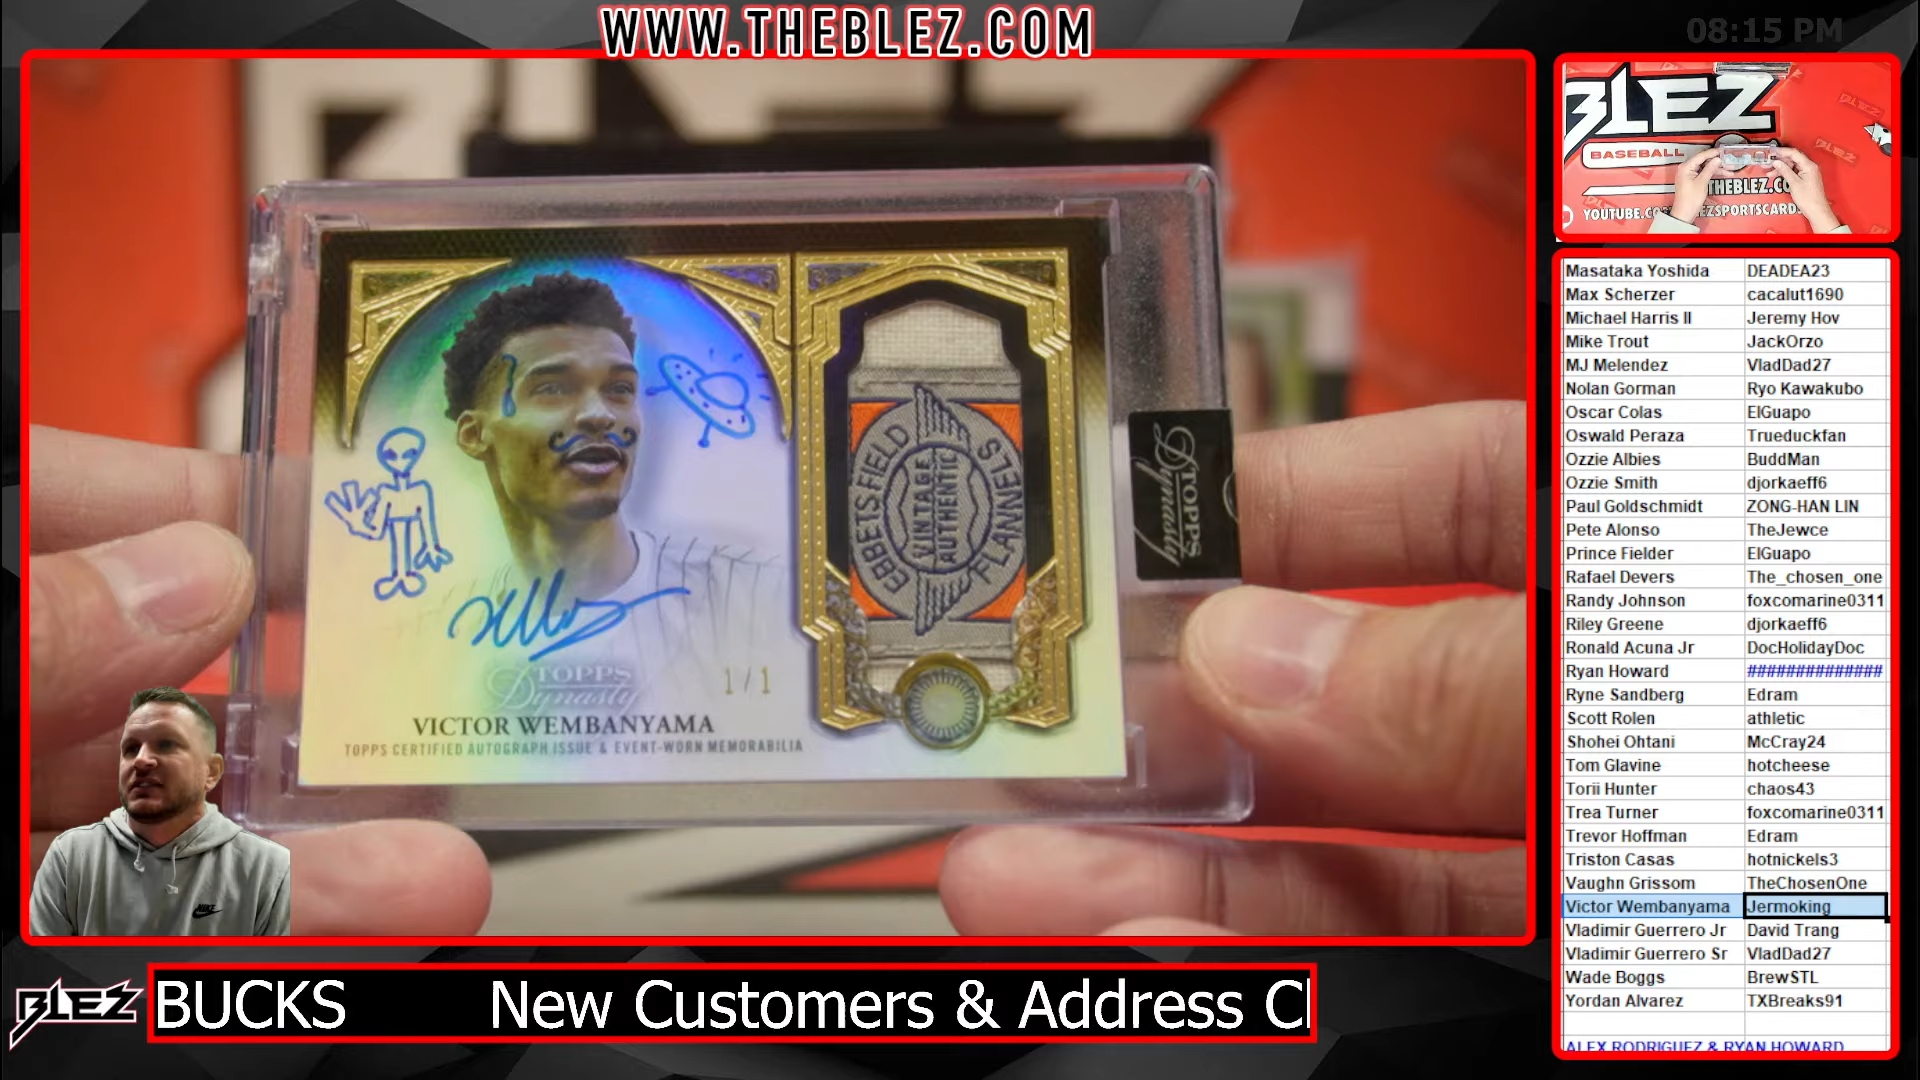 WWW.THEBLEZ.COM
08:15 PM
EBBETS FIELD
VINTAGE
AUTHENTIC
FLANNELS
TOPPS
Dynasty
TOPPS
Dynasty
1/1
VICTOR WEMBANYAMA
TOPPS CERTIFIED AUTOGRAPH ISSUE & EVENT-WORN MEMORABILIA
NIKE
BLEZ
BASEBALL
BLEZ
THEBLEZ.CO
Masataka Yoshida DEADEA23
Max Scherzer cacalut1690
Michael Harris II Jeremy Hov
Mike Trout JackOrzo
MJ Melendez VladDad27
Nolan Gorman Ryo Kawakubo
Oscar Colas ElGuapo
Oswald Peraza Trueduckfan
Ozzie Albies BuddMan
Ozzie Smith djorkaeff6
Paul Goldschmidt ZONG-HAN LIN
Pete Alonso TheJewce
Prince Fielder ElGuapo
Rafael Devers The_chosen_one
Randy Johnson foxcomarine0311
Riley Greene djorkaeff6
Ronald Acuna Jr DocHolidayDoc
Ryan Howard ##############
Ryne Sandberg Edram
Scott Rolen athletic
Shohei Ohtani McCray24
Tom Glavine hotcheese
Torii Hunter chaos43
Trea Turner foxcomarine0311
Trevor Hoffman Edram
Triston Casas hotnickels3
Vaughn Grissom TheChosenOne
Victor Wembanyama Jermoking
Vladimir Guerrero Jr David Trang
Vladimir Guerrero Sr VladDad27
Wade Boggs BrewSTL
Yordan Alvarez TXBreaks91
ALEX RODRIGUEZ & RYAN HOWARD
BLEZ
BUCKS New Customers & Address C